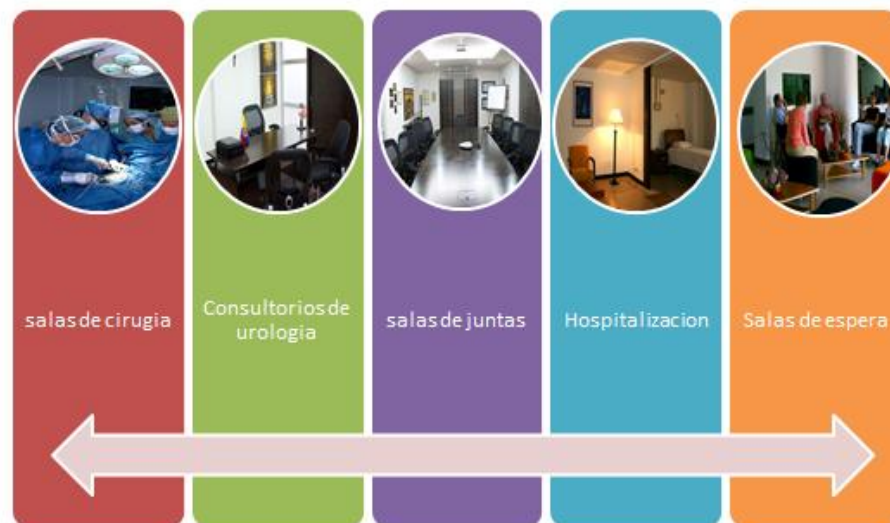 salas de cirugia
Consultorios de
urologia
salas de juntas
Hospitalizacion
Salas de espera